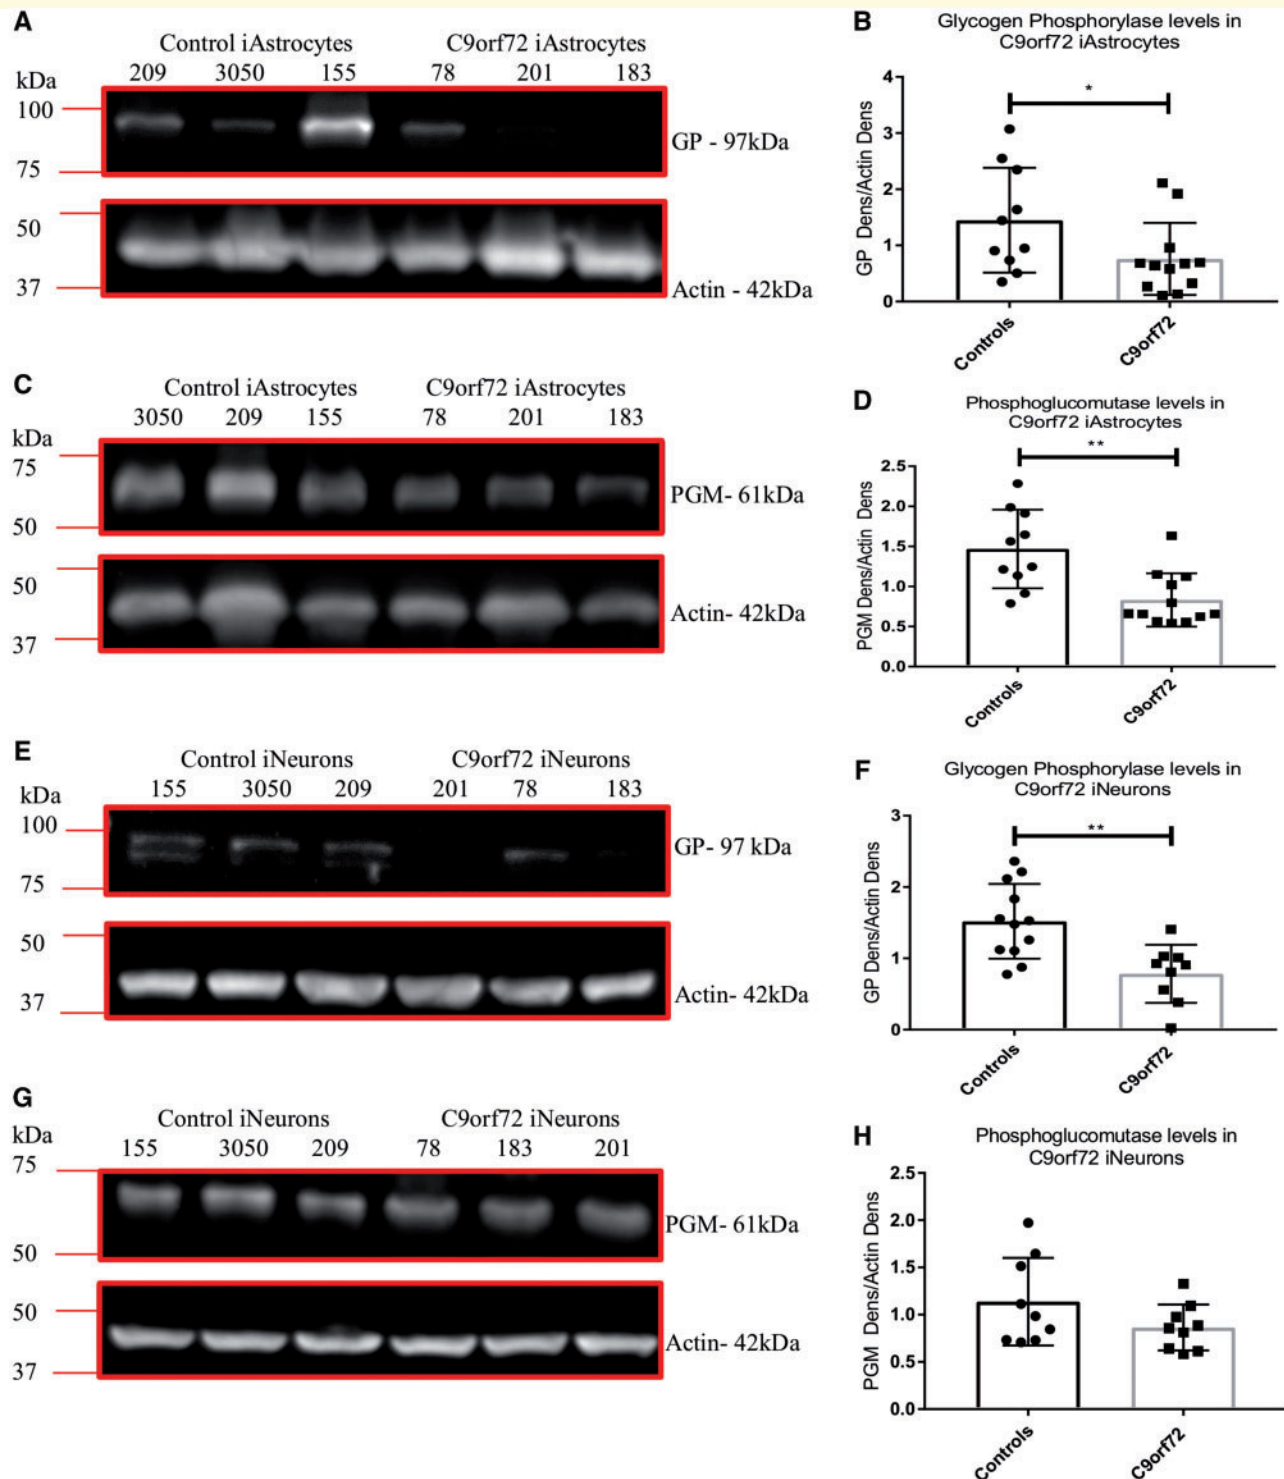 A
Control iAstrocytes
C9orf72 iAstrocytes
209 3050 155 78 201 183
kDa
100
75
GP - 97kDa
50
37
Actin - 42kDa
B
Glycogen Phosphorylase levels in
C9orf72 iAstrocytes
*
GP Dens/Actin Dens
4
3
2
1
0
Controls
C9orf72
C
Control iAstrocytes
C9orf72 iAstrocytes
3050 209 155 78 201 183
kDa
75
50
PGM- 61kDa
50
37
Actin- 42kDa
D
Phosphoglucomutase levels in
C9orf72 iAstrocytes
**
PGM Dens/Actin Dens
2.5
2.0
1.5
1.0
0.5
0.0
Controls
C9orf72
E
Control iNeurons
C9orf72 iNeurons
155 3050 209 201 78 183
kDa
100
75
GP- 97 kDa
50
37
Actin- 42kDa
F
Glycogen Phosphorylase levels in
C9orf72 iNeurons
**
GP Dens/Actin Dens
3
2
1
0
Controls
C9orf72
G
Control iNeurons
C9orf72 iNeurons
155 3050 209 78 183 201
kDa
75
50
PGM- 61kDa
50
37
Actin- 42kDa
H
Phosphoglucomutase levels in
C9orf72 iNeurons
PGM Dens/Actin Dens
2.5
2.0
1.5
1.0
0.5
0.0
Controls
C9orf72